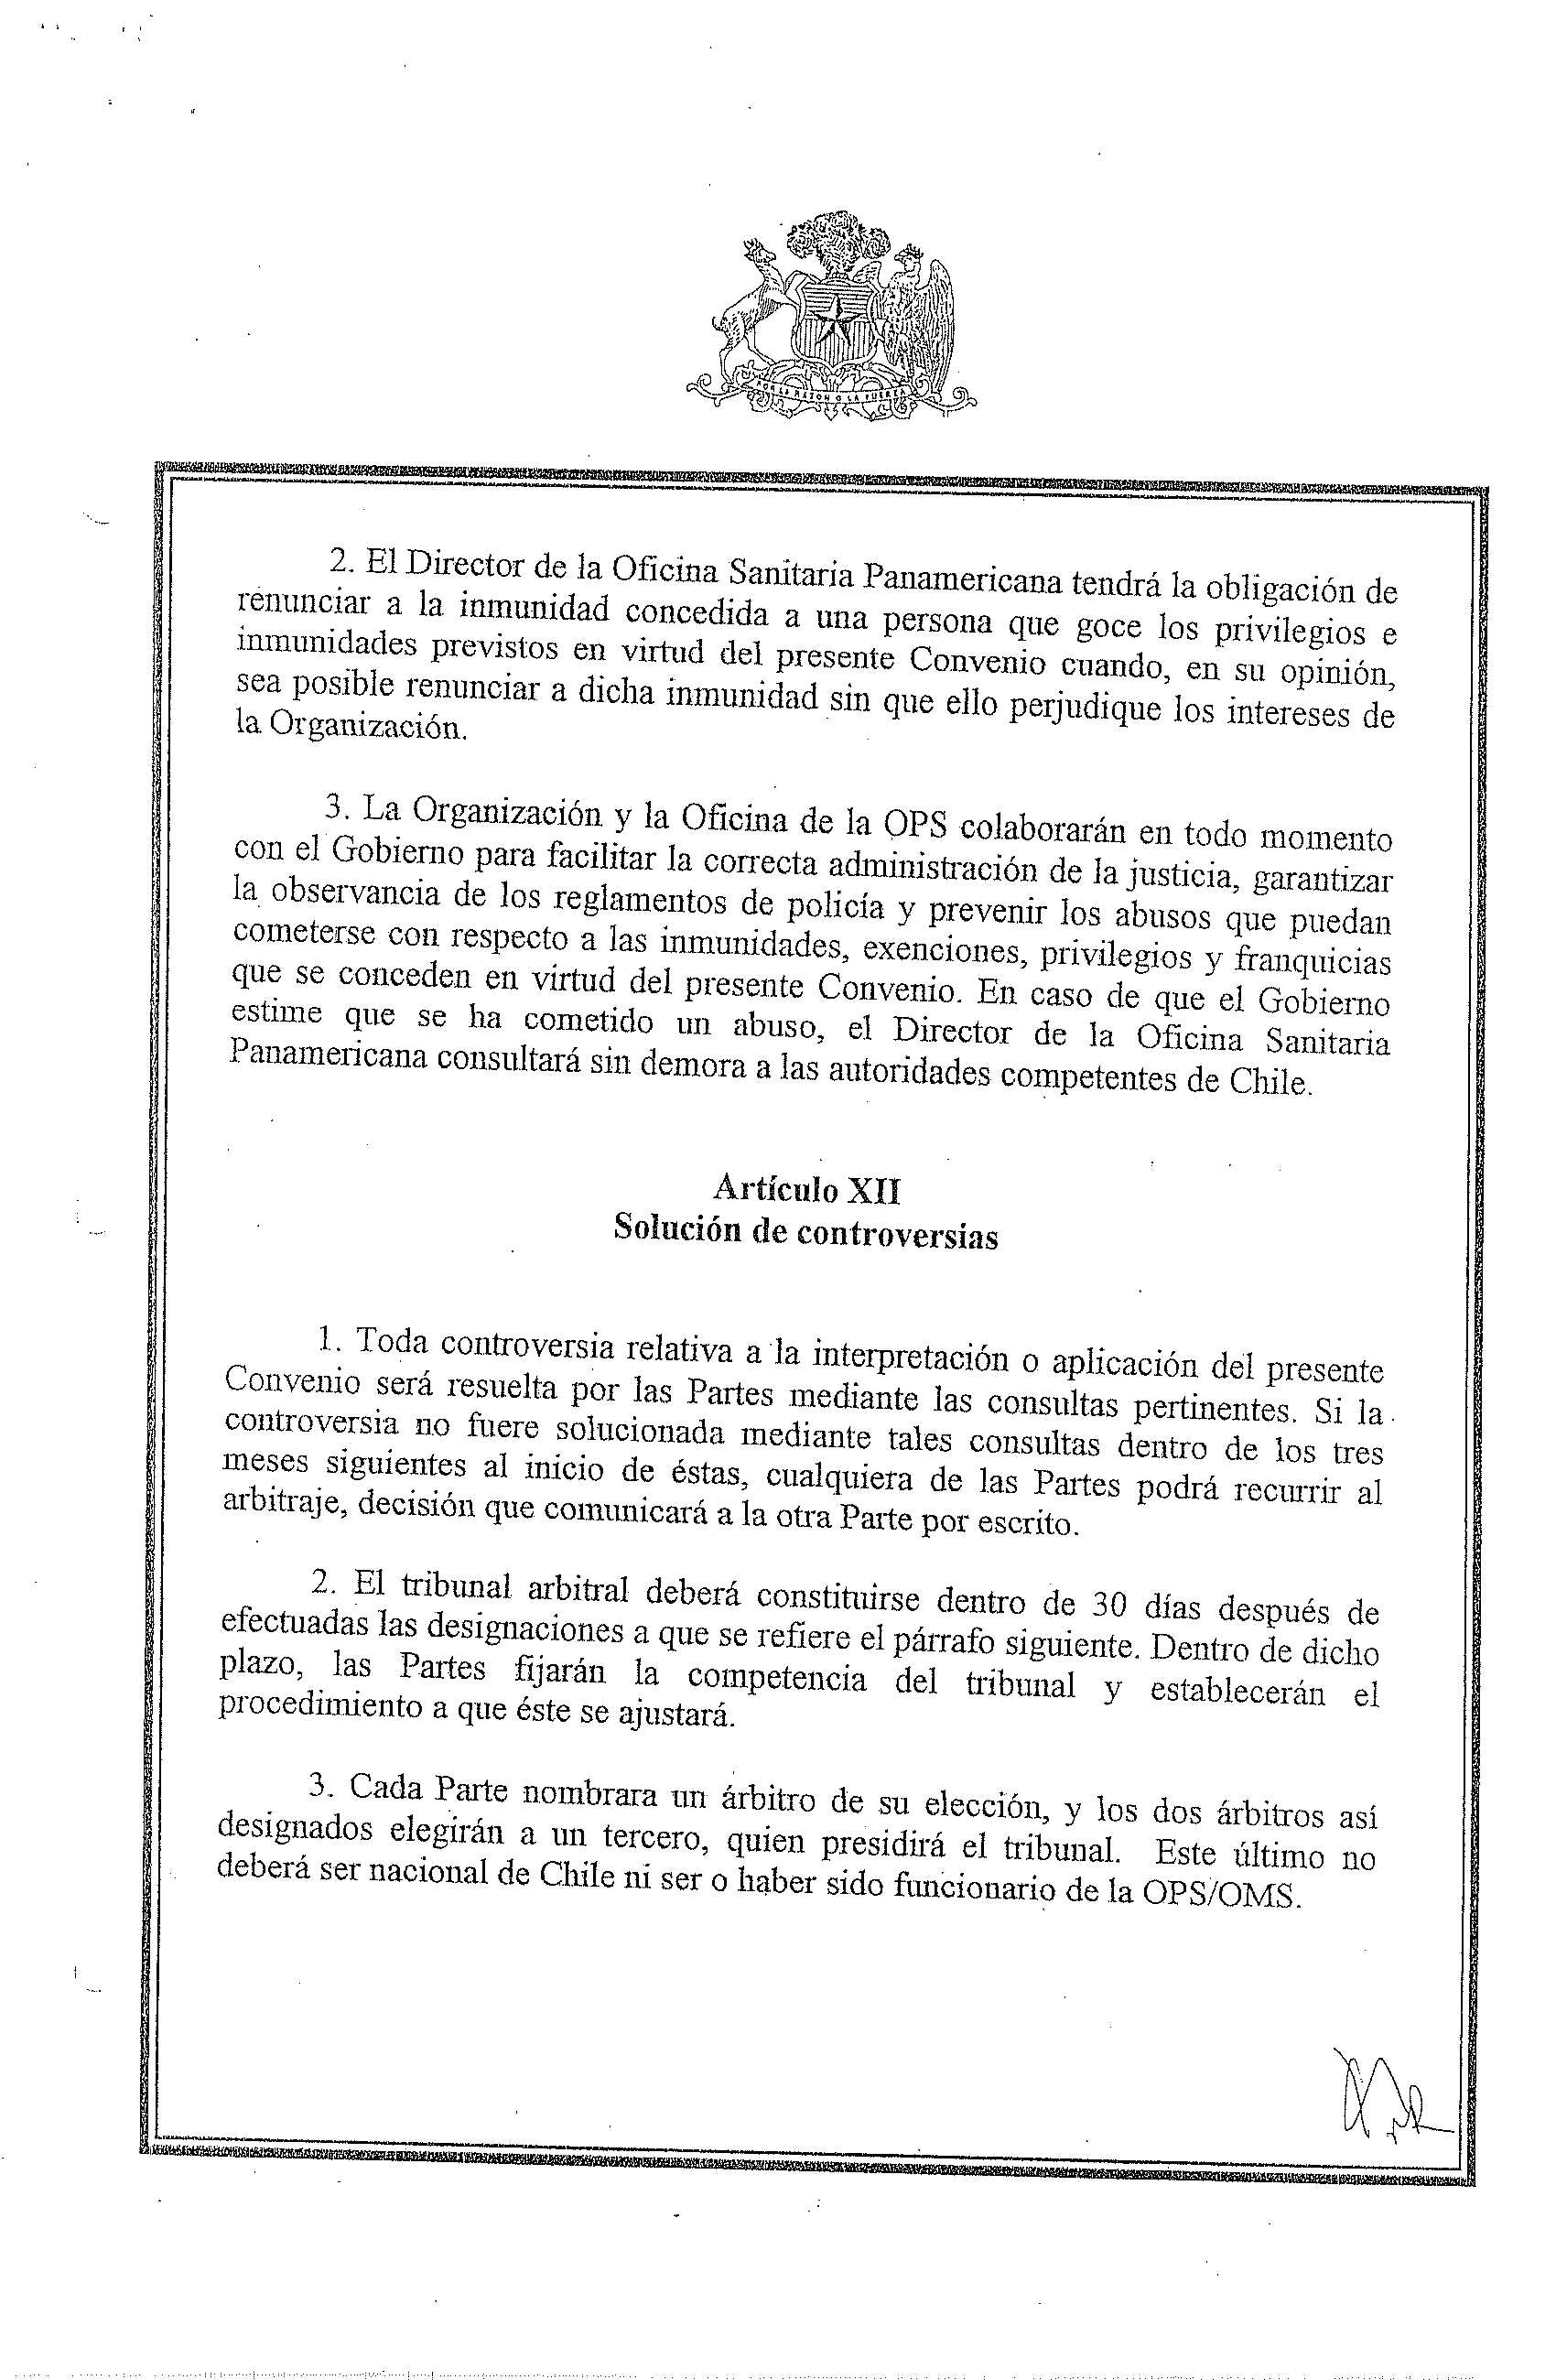 POR LA RAZON O LA FUERZA
2. El Director de la Oficina Sanitaria Panamericana tendrá la obligación de
renunciar a la inmunidad concedida a una persona que goce los privilegios e
inmunidades previstos en virtud del presente Convenio cuando, en su opinión,
sea posible renunciar a dicha inmunidad sin que ello perjudique los intereses de
la Organización.
3. La Organización y la Oficina de la OPS colaborarán en todo momento
con el Gobierno para facilitar la correcta administración de la justicia, garantizar
la observancia de los reglamentos de policía y prevenir los abusos que puedan
cometerse con respecto a las inmunidades, exenciones, privilegios y franquicias
que se conceden en virtud del presente Convenio. En caso de que el Gobierno
estime que se ha cometido un abuso, el Director de la Oficina Sanitaria
Panamericana consultará sin demora a las autoridades competentes de Chile.
Artículo XII
Solución de controversias
1. Toda controversia relativa a la interpretación o aplicación del presente
Convenio será resuelta por las Partes mediante las consultas pertinentes. Si la
controversia no fuere solucionada mediante tales consultas dentro de los tres
meses siguientes al inicio de éstas, cualquiera de las Partes podrá recurrir al
arbitraje, decisión que comunicará a la otra Parte por escrito.
2. El tribunal arbitral deberá constituirse dentro de 30 días después de
efectuadas las designaciones a que se refiere el párrafo siguiente. Dentro de dicho
plazo, las Partes fijarán la competencia del tribunal y establecerán el
procedimiento a que éste se ajustará.
3. Cada Parte nombrara un árbitro de su elección, y los dos árbitros así
designados elegirán a un tercero, quien presidirá el tribunal. Este último no
deberá ser nacional de Chile ni ser o haber sido funcionario de la OPS/OMS.